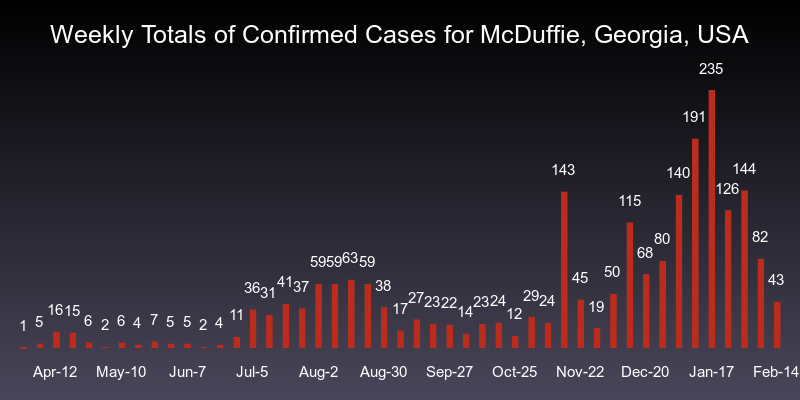 Weekly Totals of Confirmed Cases for McDuffie, Georgia, USA
1 5 16 15 6 2 6 4 7 5 5 2 4 11 36 31 41 37 59 59 63 59 38 17 27 23 22 14 23 24 12 29 24 143 45 19 50 115 68 80 140 191 235 126 144 82 43
Apr-12 May-10 Jun-7 Jul-5 Aug-2 Aug-30 Sep-27 Oct-25 Nov-22 Dec-20 Jan-17 Feb-14